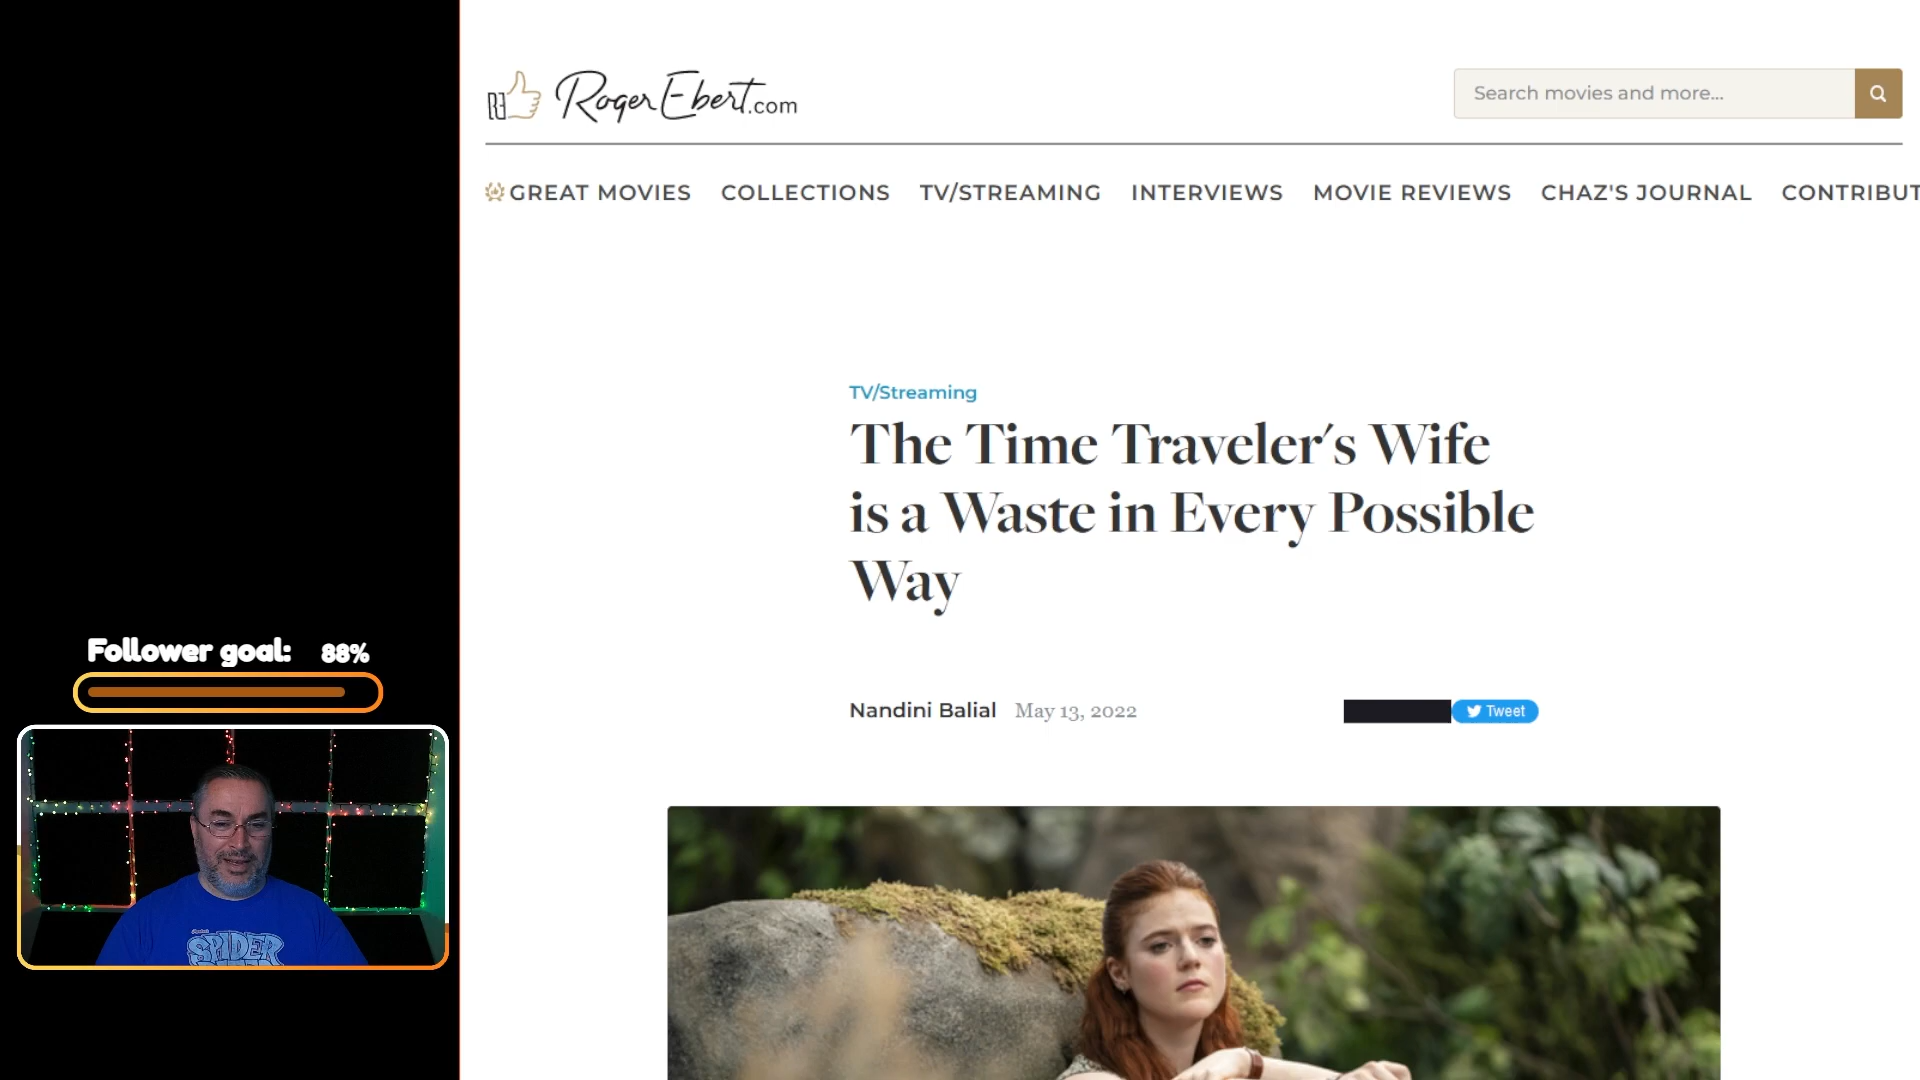 RE RogerEbert.com
Search movies and more...
GREAT MOVIES COLLECTIONS TV/STREAMING INTERVIEWS MOVIE REVIEWS CHAZ'S JOURNAL CONTRIBUT
TV/Streaming
The Time Traveler's Wife
is a Waste in Every Possible
Way
Nandini Balial May 13, 2022
Tweet
Follower goal: 88%
SPIDER